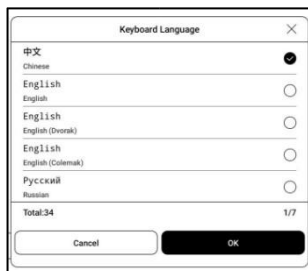 Keyboard Language
中文
Chinese
English
English
English
English (Dvorak)
English
English (Colemak)
Русский
Russian
Total:34 1/7
Cancel OK